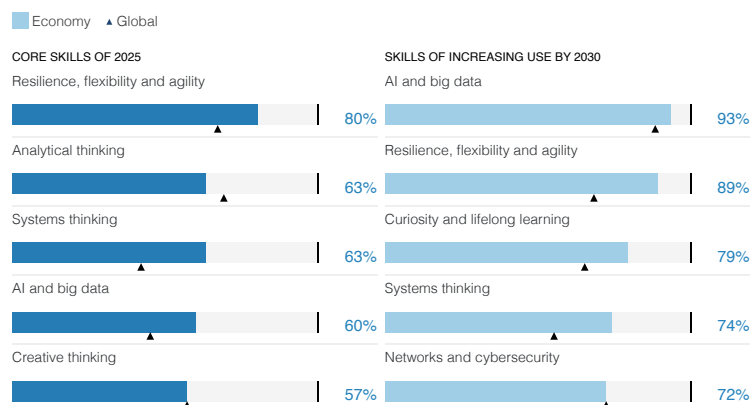 Economy ▲ Global
CORE SKILLS OF 2025
Resilience, flexibility and agility
80%
Analytical thinking
63%
Systems thinking
63%
AI and big data
60%
Creative thinking
57%
SKILLS OF INCREASING USE BY 2030
AI and big data
93%
Resilience, flexibility and agility
89%
Curiosity and lifelong learning
79%
Systems thinking
74%
Networks and cybersecurity
72%